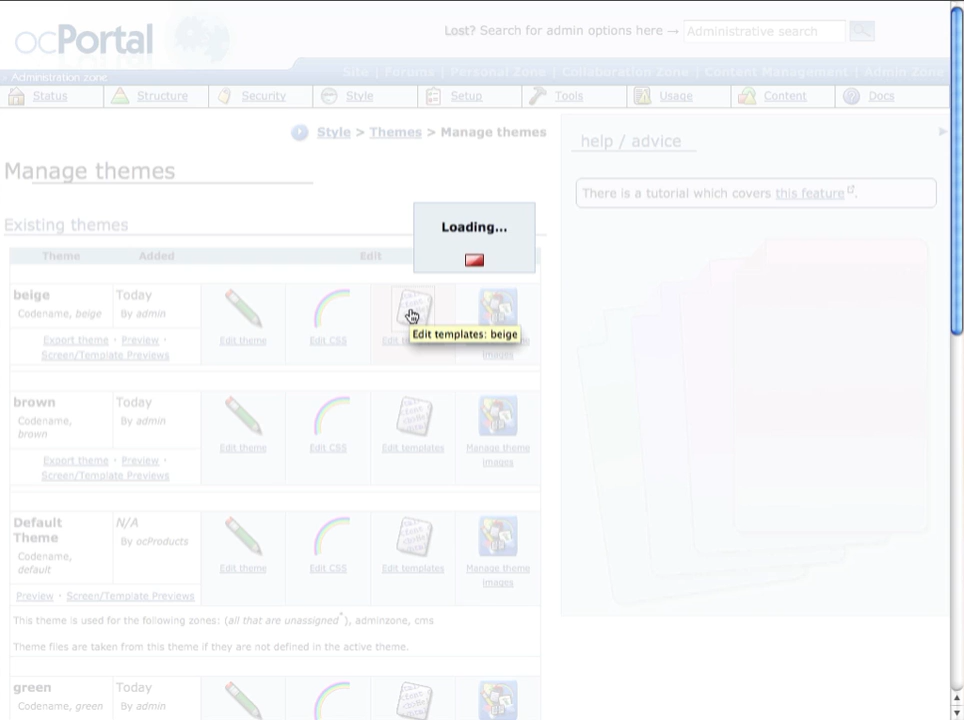 ocPortal
Lost? Search for admin options here → Administrative search
› Administration zone
Site | Forums | Personal Zone | Collaboration Zone | Content Management | Admin Zone
Status Structure Security Style Setup Tools Usage Content Docs
Style > Themes > Manage themes
help / advice
Manage themes
There is a tutorial which covers this feature.
Existing themes
Loading...
Theme Added Edit
beige Today
Codename, beige By admin
Edit templates: beige
Export theme · Preview ·
Screen/Template Previews
Edit theme Edit CSS images
brown Today
Codename, brown By admin
Export theme · Preview ·
Screen/Template Previews
Edit theme Edit CSS Edit templates Manage theme images
Default Theme N/A
Codename, default By ocProducts
Edit theme Edit CSS Edit templates Manage theme images
Preview · Screen/Template Previews
This theme is used for the following zones: (all that are unassigned*), adminzone, cms
Theme files are taken from this theme if they are not defined in the active theme.
green Today
Codename, green By admin